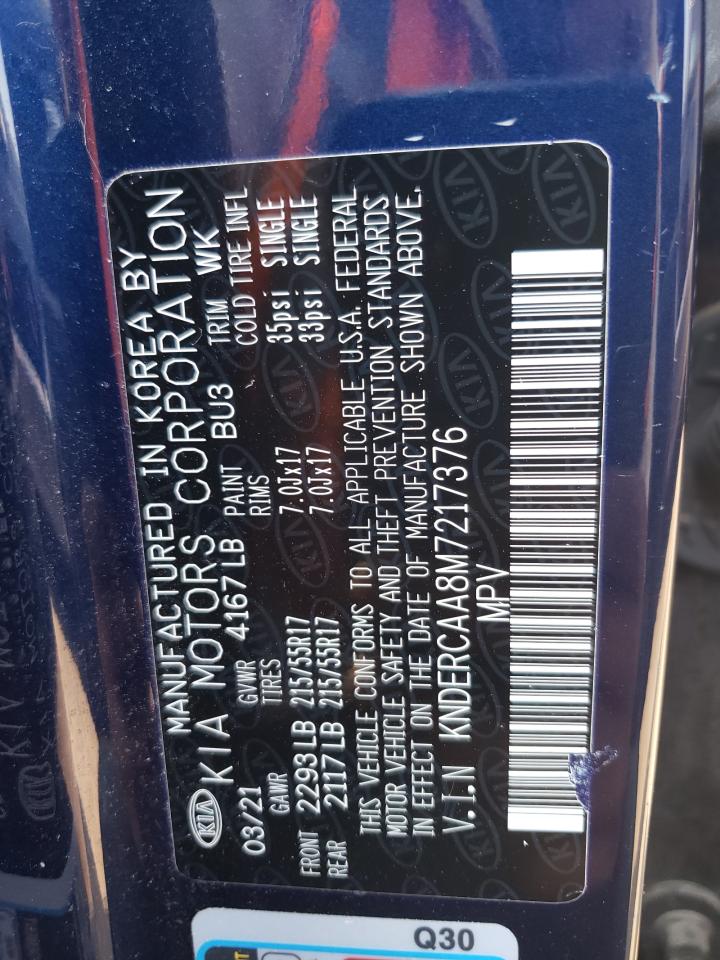 MANUFACTURED IN KOREA BY
KIA KIA MOTORS CORPORATION
03/21 GVWR 4167 LB PAINT BU3 TRIM WK
GAWR TIRES RIMS COLD TIRE INFL
FRONT 2293 LB 215/55R17 7.0Jx17 35psi SINGLE
REAR 2117 LB 215/55R17 7.0Jx17 33psi SINGLE
THIS VEHICLE CONFORMS TO ALL APPLICABLE U.S.A. FEDERAL
MOTOR VEHICLE SAFETY AND THEFT PREVENTION STANDARDS
IN EFFECT ON THE DATE OF MANUFACTURE SHOWN ABOVE.
V.I.N KNDERCAA8M7217376
MPV
Q30